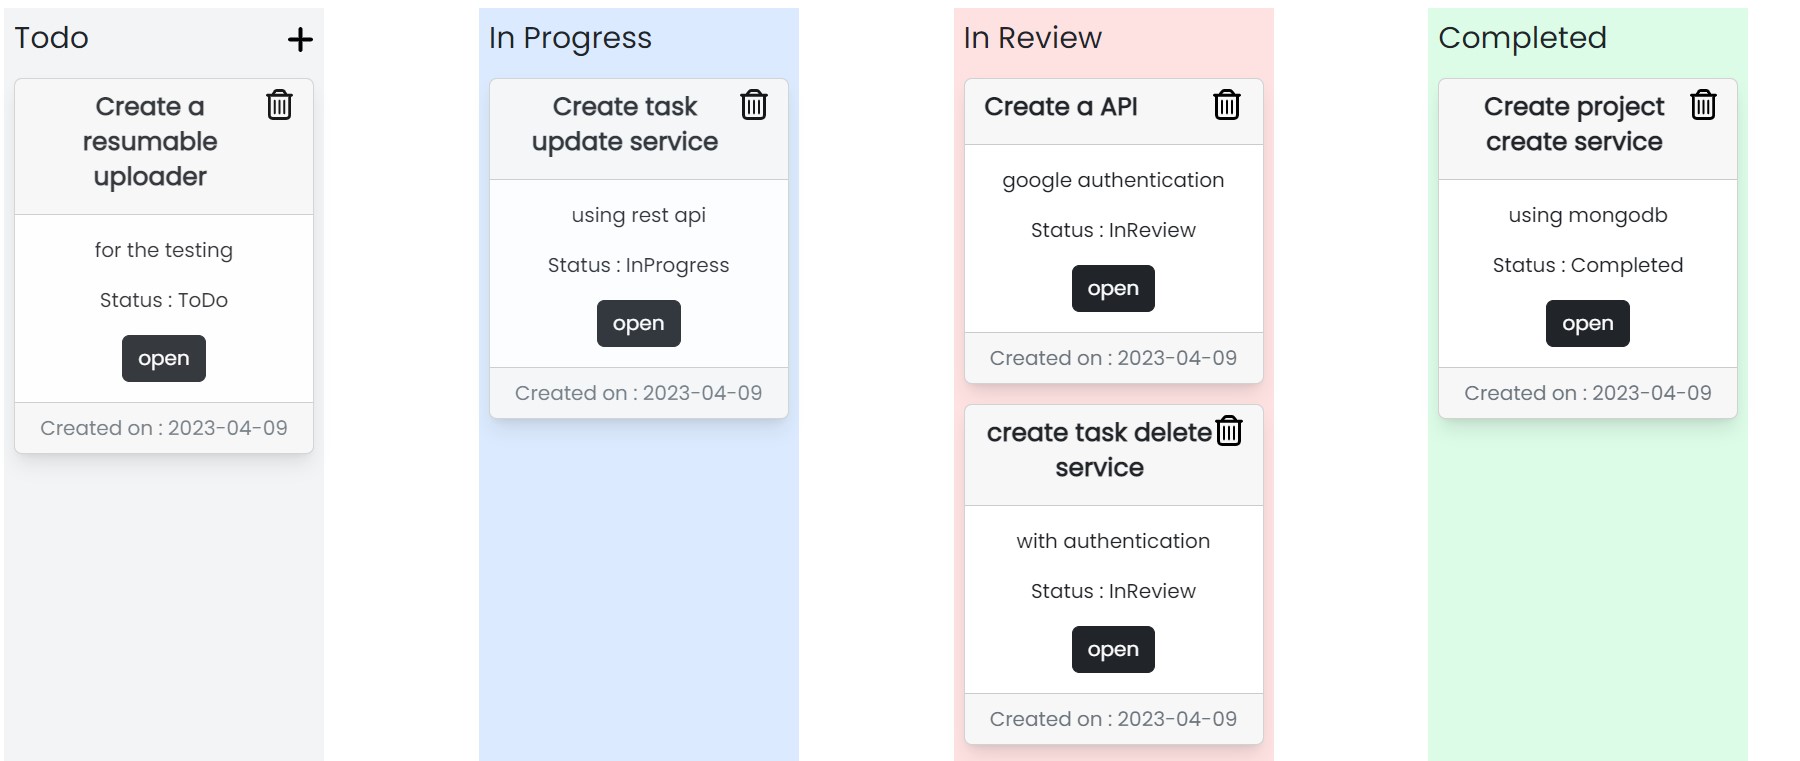 Todo
Create a
resumable
uploader
for the testing
Status : ToDo
open
Created on : 2023-04-09
In Progress
Create task
update service
using rest api
Status : InProgress
open
Created on : 2023-04-09
In Review
Create a API
google authentication
Status : InReview
open
Created on : 2023-04-09
create task delete
service
with authentication
Status : InReview
open
Created on : 2023-04-09
Completed
Create project
create service
using mongodb
Status : Completed
open
Created on : 2023-04-09